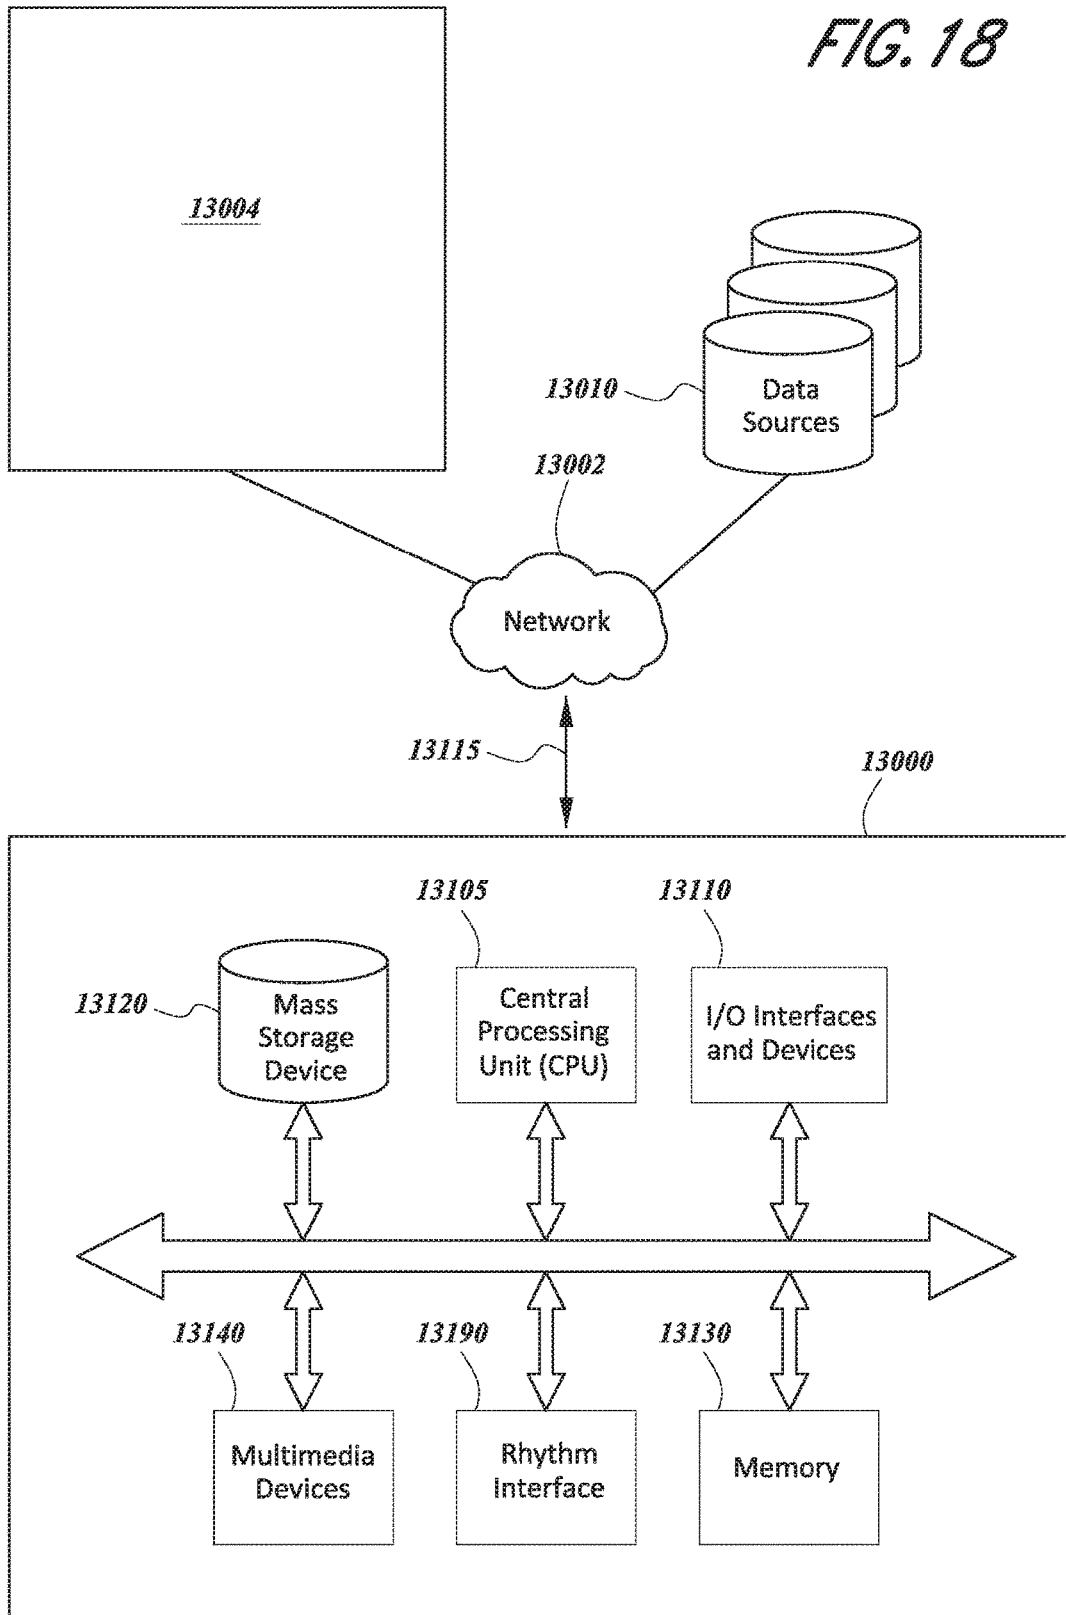 FIG. 18
13004
13010
Data
Sources
13002
Network
13115
13000
13105
13110
13120
Mass
Storage
Device
Central
Processing
Unit (CPU)
I/O Interfaces
and Devices
13140
13190
13130
Multimedia
Devices
Rhythm
Interface
Memory